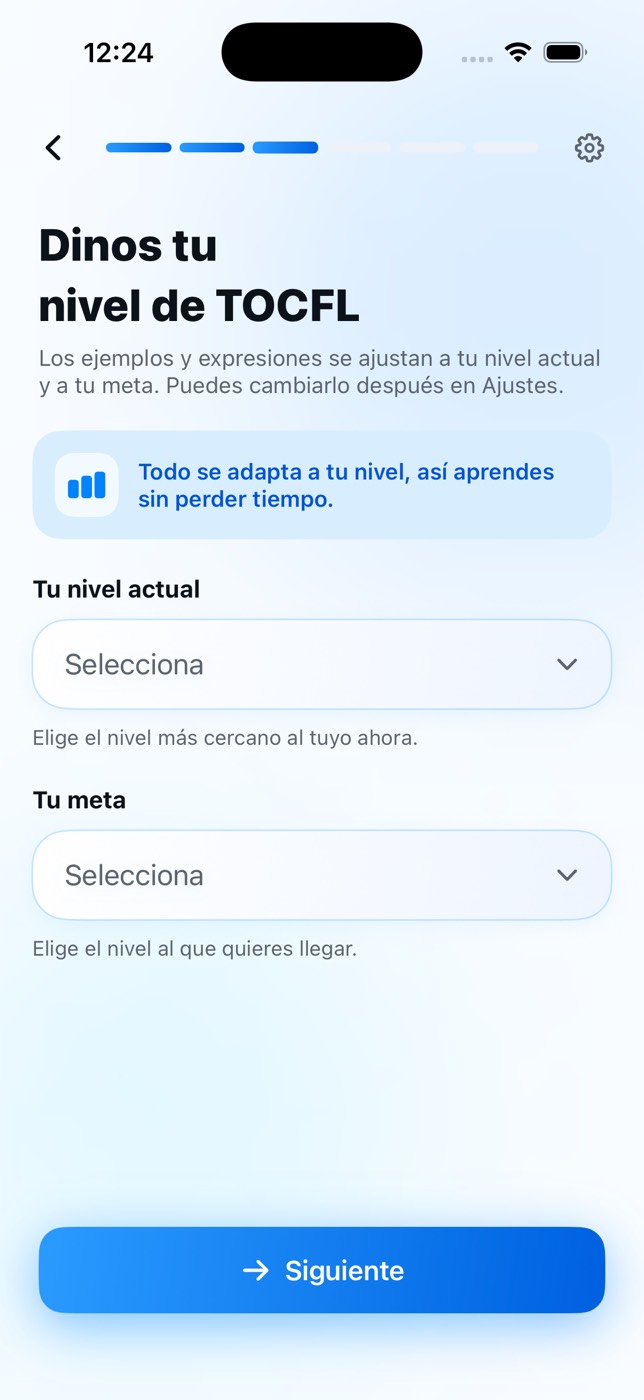 12:24
Dinos tu
nivel de TOCFL
Los ejemplos y expresiones se ajustan a tu nivel actual
y a tu meta. Puedes cambiarlo después en Ajustes.
Todo se adapta a tu nivel, así aprendes
sin perder tiempo.
Tu nivel actual
Selecciona
Elige el nivel más cercano al tuyo ahora.
Tu meta
Selecciona
Elige el nivel al que quieres llegar.
Siguiente